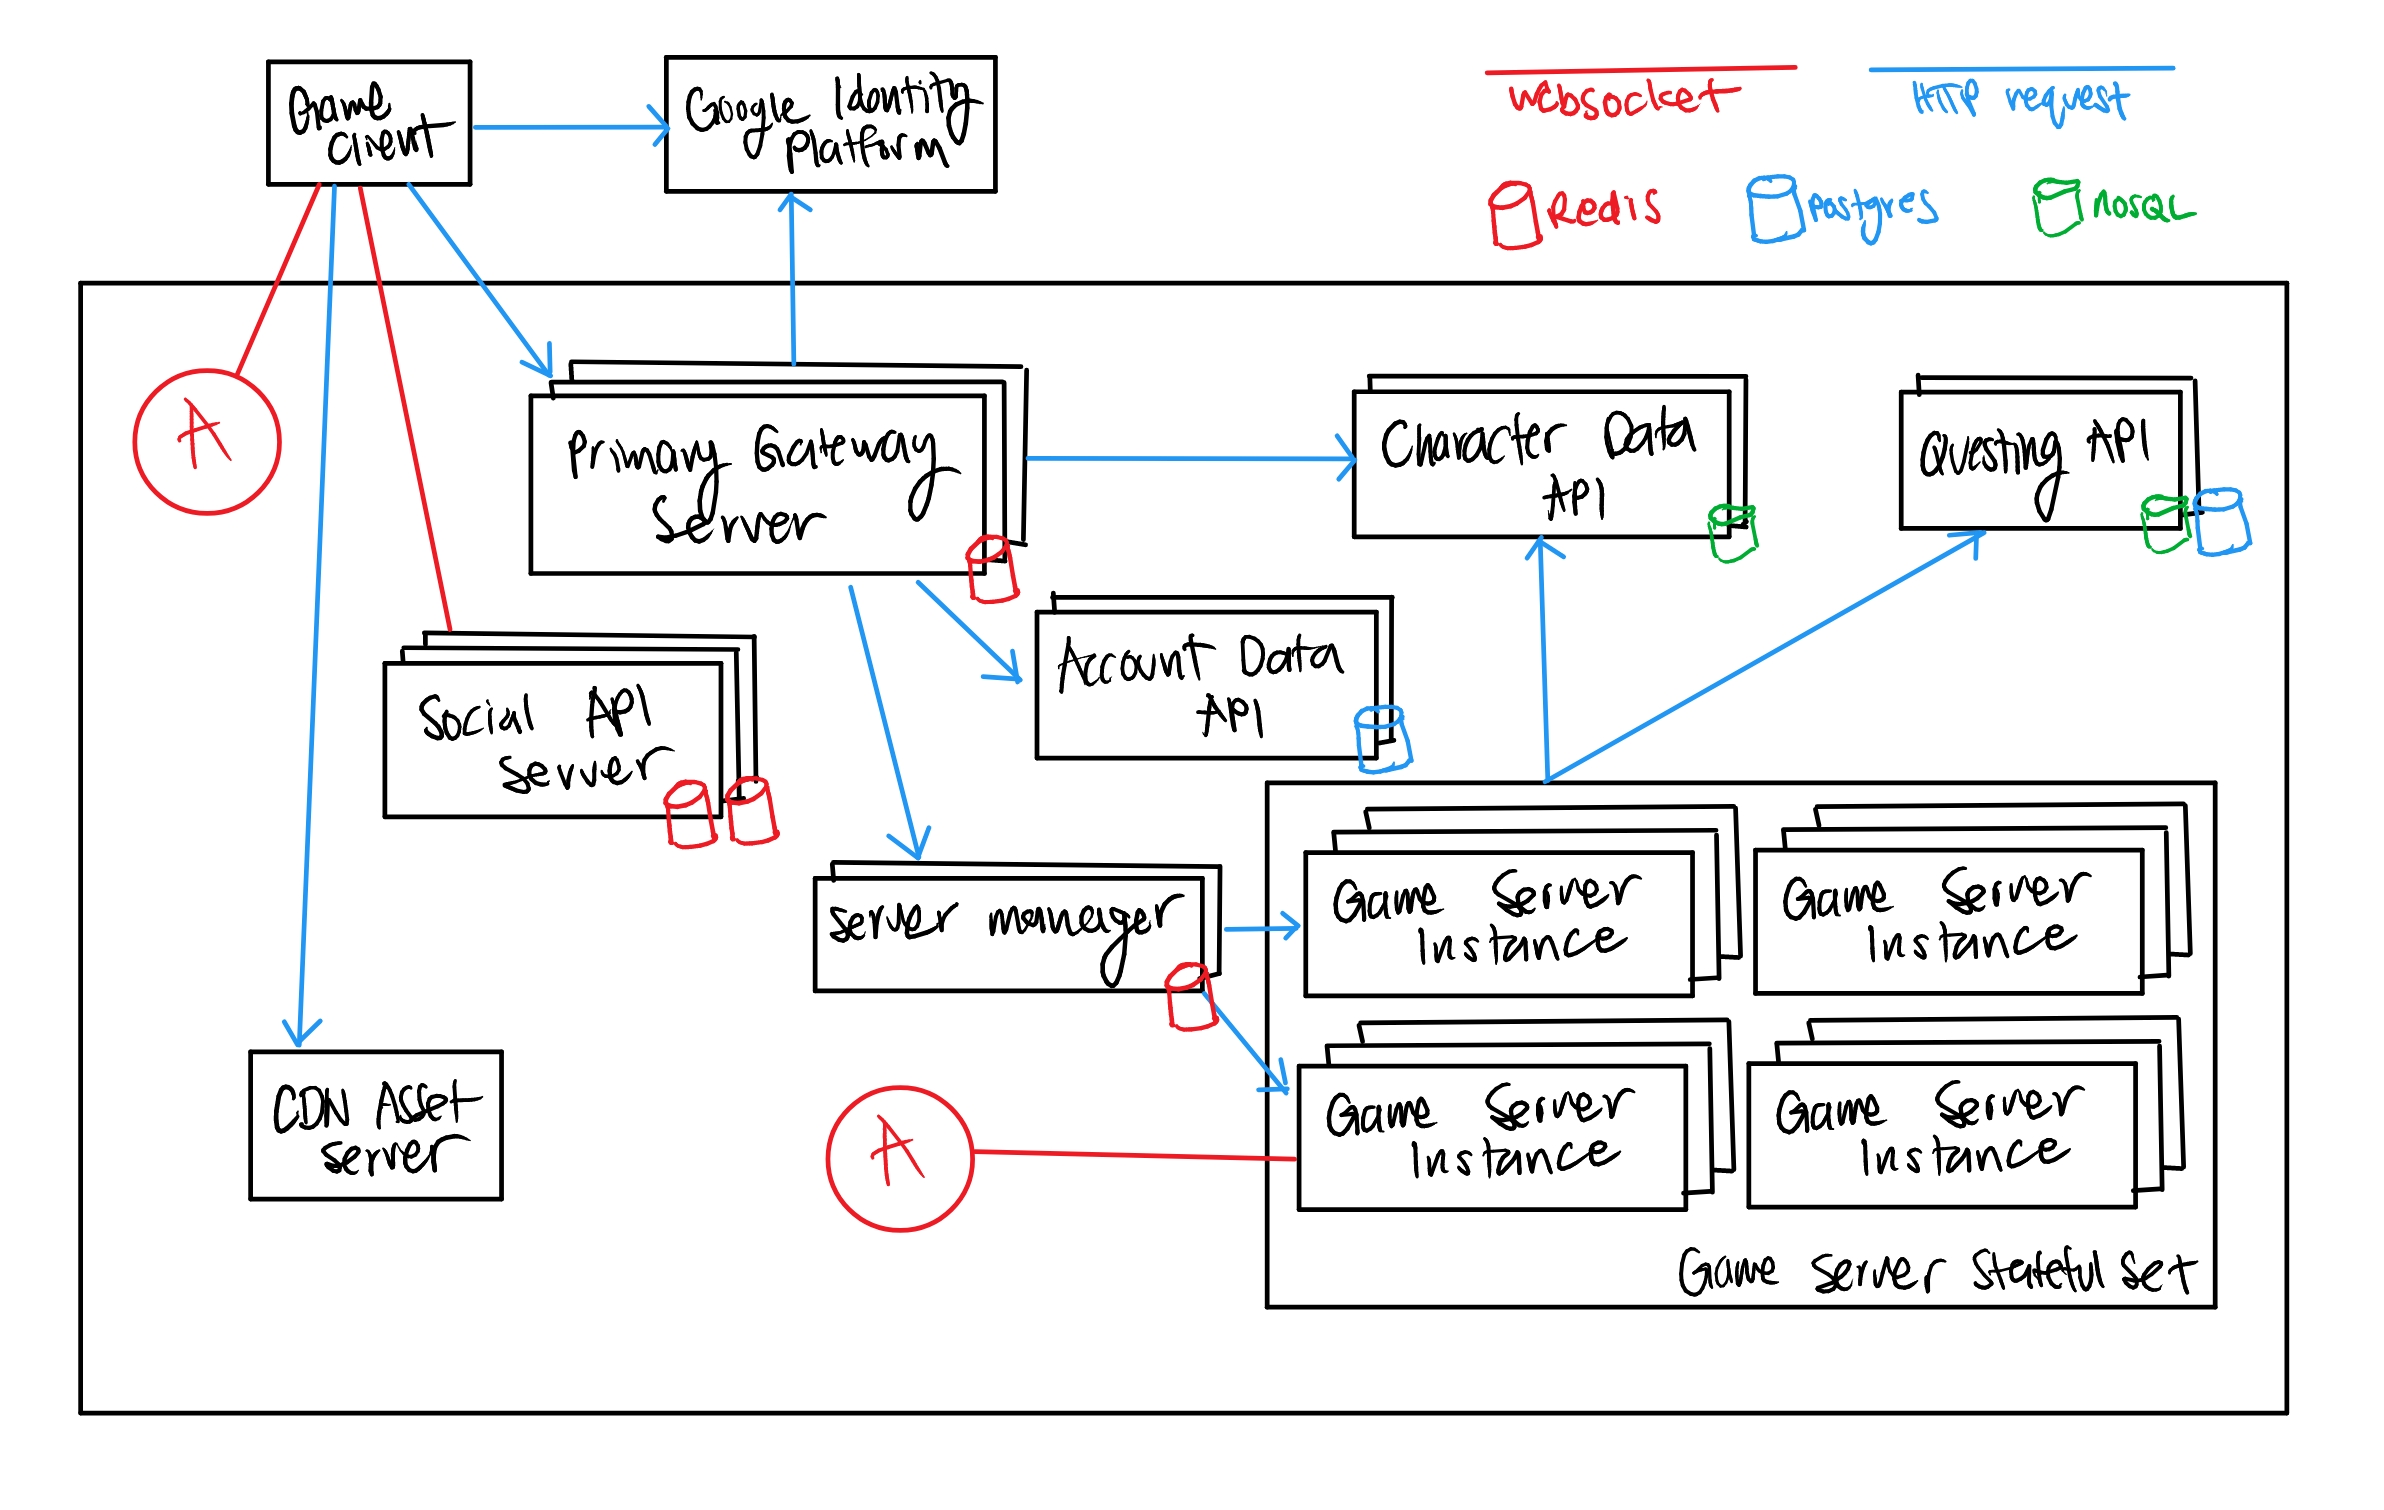 Game
client
Google Identity
Platform
websocket
HTTP request
Redis
Postgres
NOSQL
A
Primary Gateway
Server
Character Data
API
Questing API
Account Data
API
Social API
Server
Server manager
Game Server
Instance
Game Server
Instance
CDN Asset
Server
A
Game Server
Instance
Game Server
Instance
Game Server Stateful Set